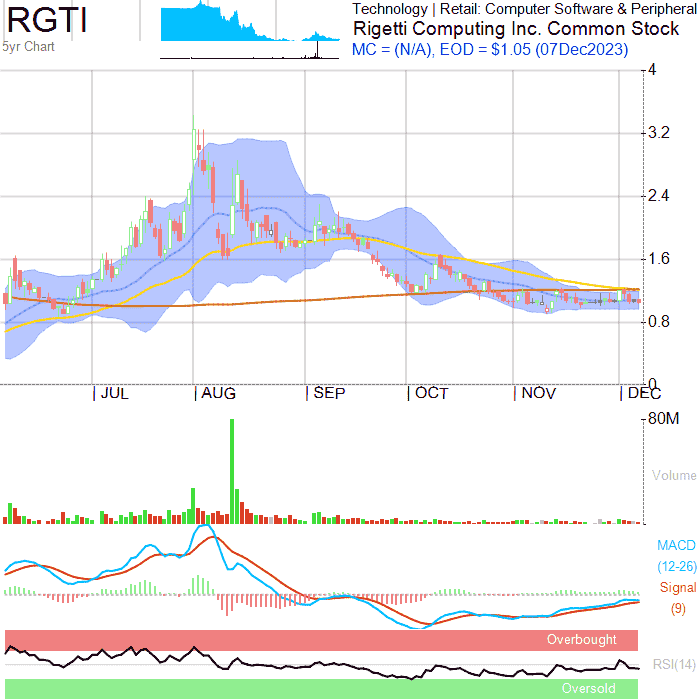 RGTI
5yr Chart
Technology | Retail: Computer Software & Peripheral
Rigetti Computing Inc. Common Stock
MC = (N/A), EOD = $1.05 (07Dec2023)
4
3.2
2.4
1.6
0.8
0
JUL
AUG
SEP
OCT
NOV
DEC
80M
Volume
MACD
(12-26)
Signal
(9)
Overbought
RSI(14)
Oversold